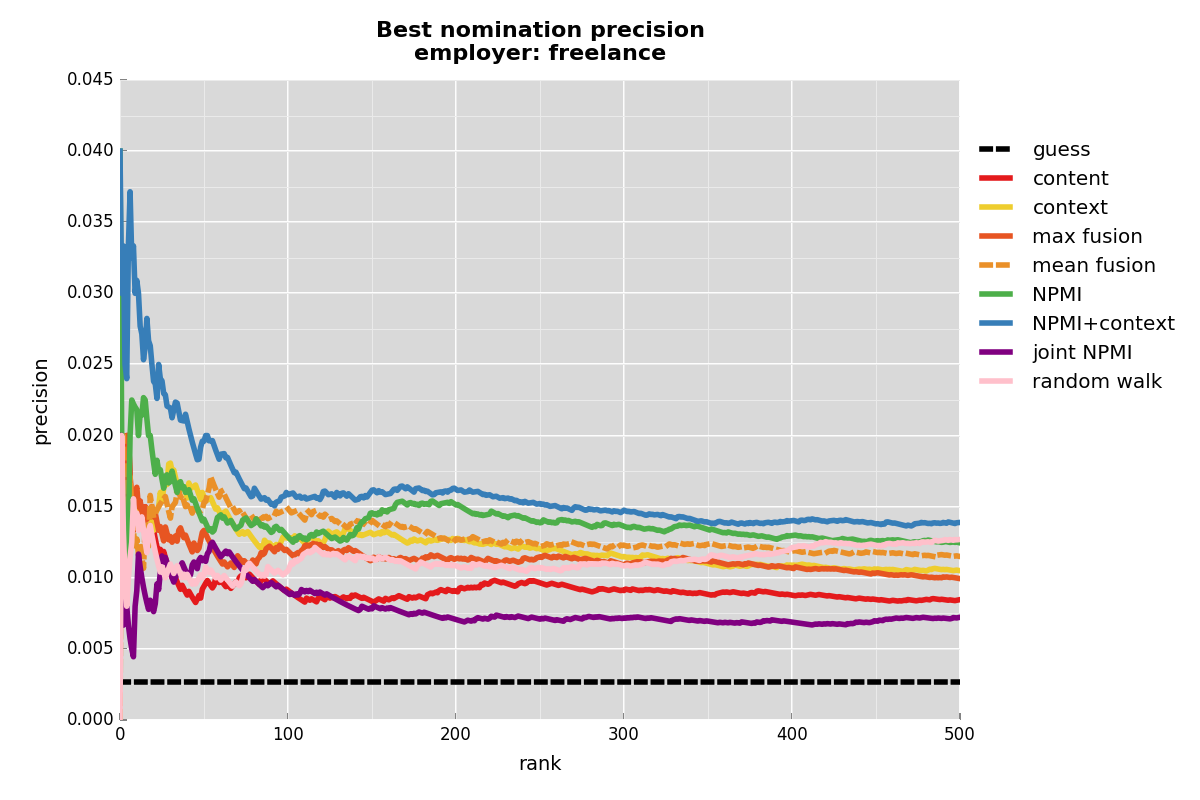 Best nomination precision
employer: freelance
precision
0.045
0.040
0.035
0.030
0.025
0.020
0.015
0.010
0.005
0.000
0 100 200 300 400 500
rank
guess
content
context
max fusion
mean fusion
NPMI
NPMI+context
joint NPMI
random walk